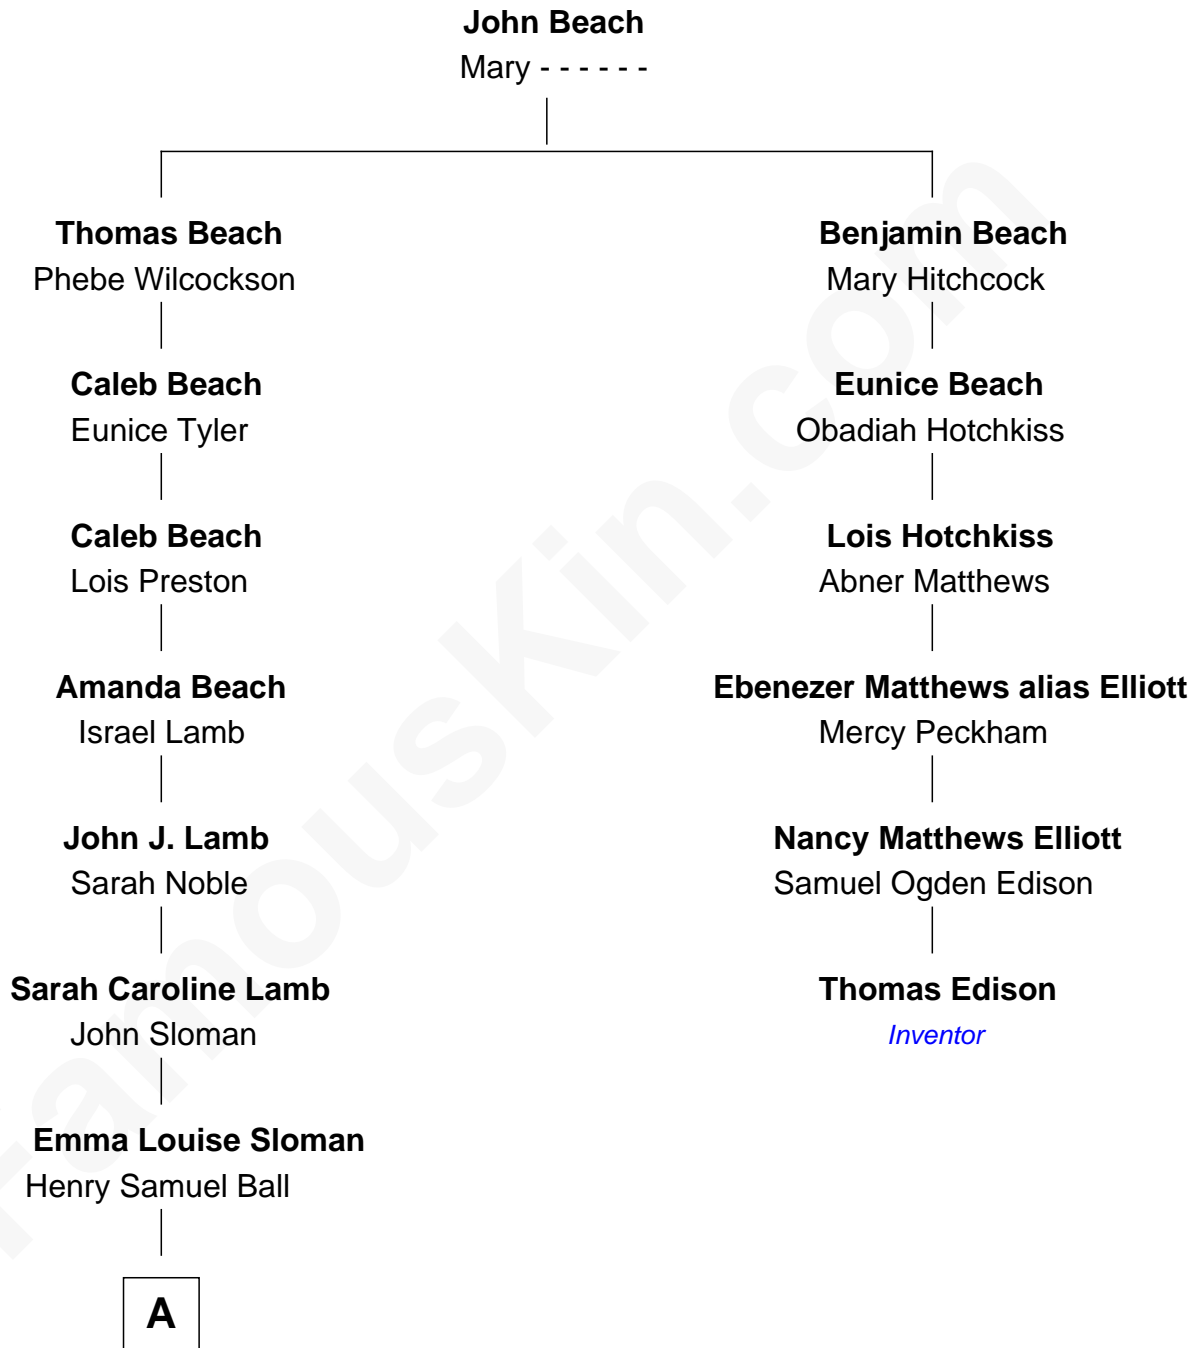 John Beach
Mary - - - - - -
Thomas Beach
Phebe Wilcockson
Benjamin Beach
Mary Hitchcock
Caleb Beach
Eunice Tyler
Eunice Beach
Obadiah Hotchkiss
Caleb Beach
Lois Preston
Lois Hotchkiss
Abner Matthews
Amanda Beach
Israel Lamb
Ebenezer Matthews alias Elliott
Mercy Peckham
John J. Lamb
Sarah Noble
Nancy Matthews Elliott
Samuel Ogden Edison
Sarah Caroline Lamb
John Sloman
Thomas Edison
Inventor
Emma Louise Sloman
Henry Samuel Ball
A
FamousKin.com